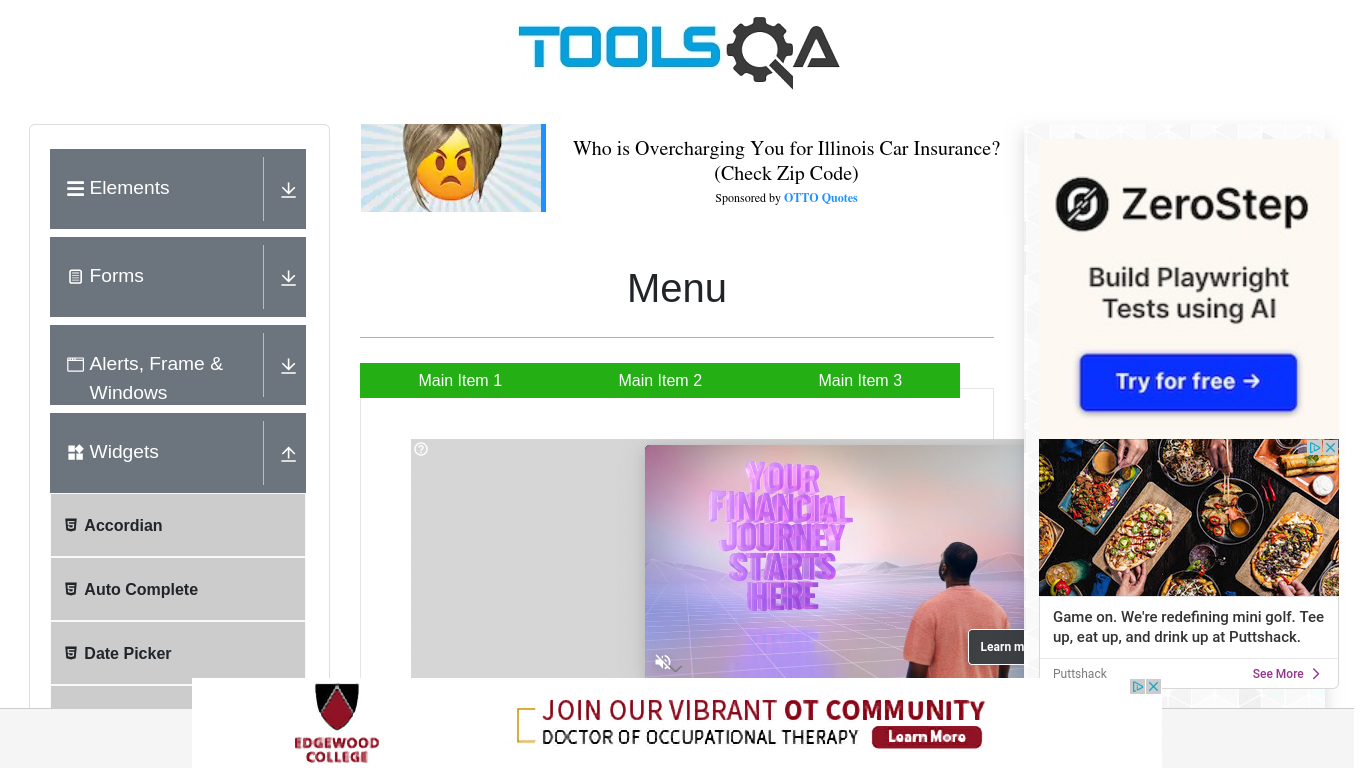 TOOLSQA
Elements
Forms
Alerts, Frame &
Windows
Widgets
Accordian
Auto Complete
Date Picker
Who is Overcharging You for Illinois Car Insurance?
(Check Zip Code)
Sponsored by OTTO Quotes
Menu
Main Item 1
Main Item 2
Main Item 3
YOUR
FINANCIAL
JOURNEY
STARTS
HERE
Learn m
ZeroStep
Build Playwright
Tests using AI
Try for free →
Game on. We're redefining mini golf. Tee
up, eat up, and drink up at Puttshack.
Puttshack
See More
EDGEWOOD
COLLEGE
JOIN OUR VIBRANT OT COMMUNITY
DOCTOR OF OCCUPATIONAL THERAPY
Learn More